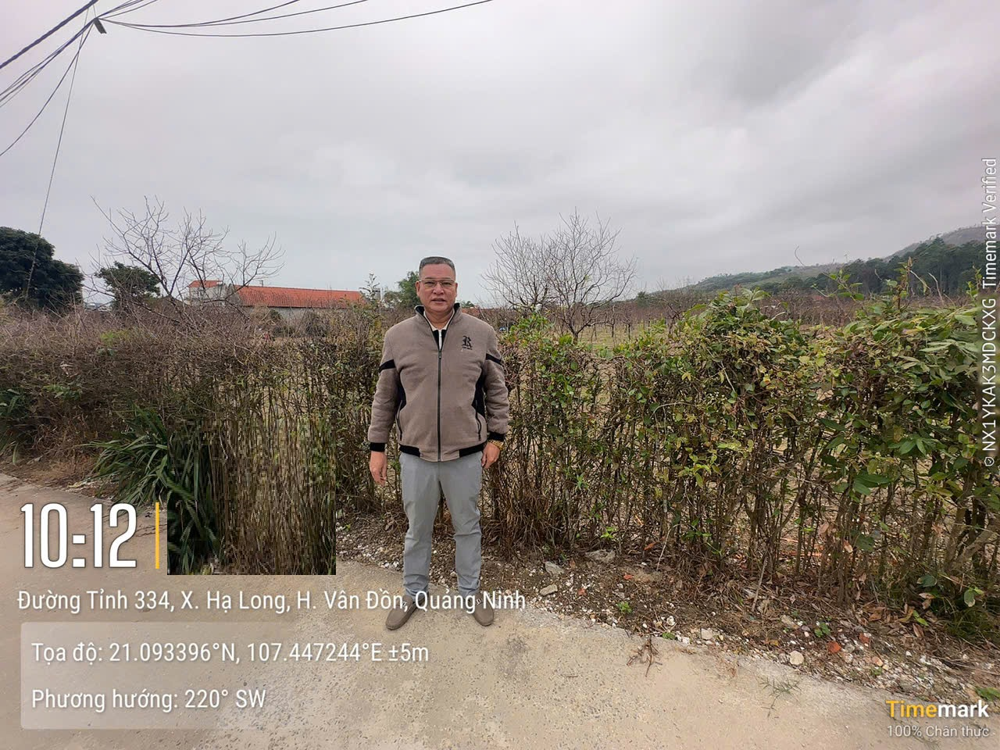 10:12
Đường Tỉnh 334, X. Hạ Long, H. Vân Đồn, Quảng Ninh
Tọa độ: 21.093396°N, 107.447244°E ±5m
Phương hướng: 220° SW
Timemark
100% Chân thực
© NX1YKAK3MDCKXG Timemark Verified
R